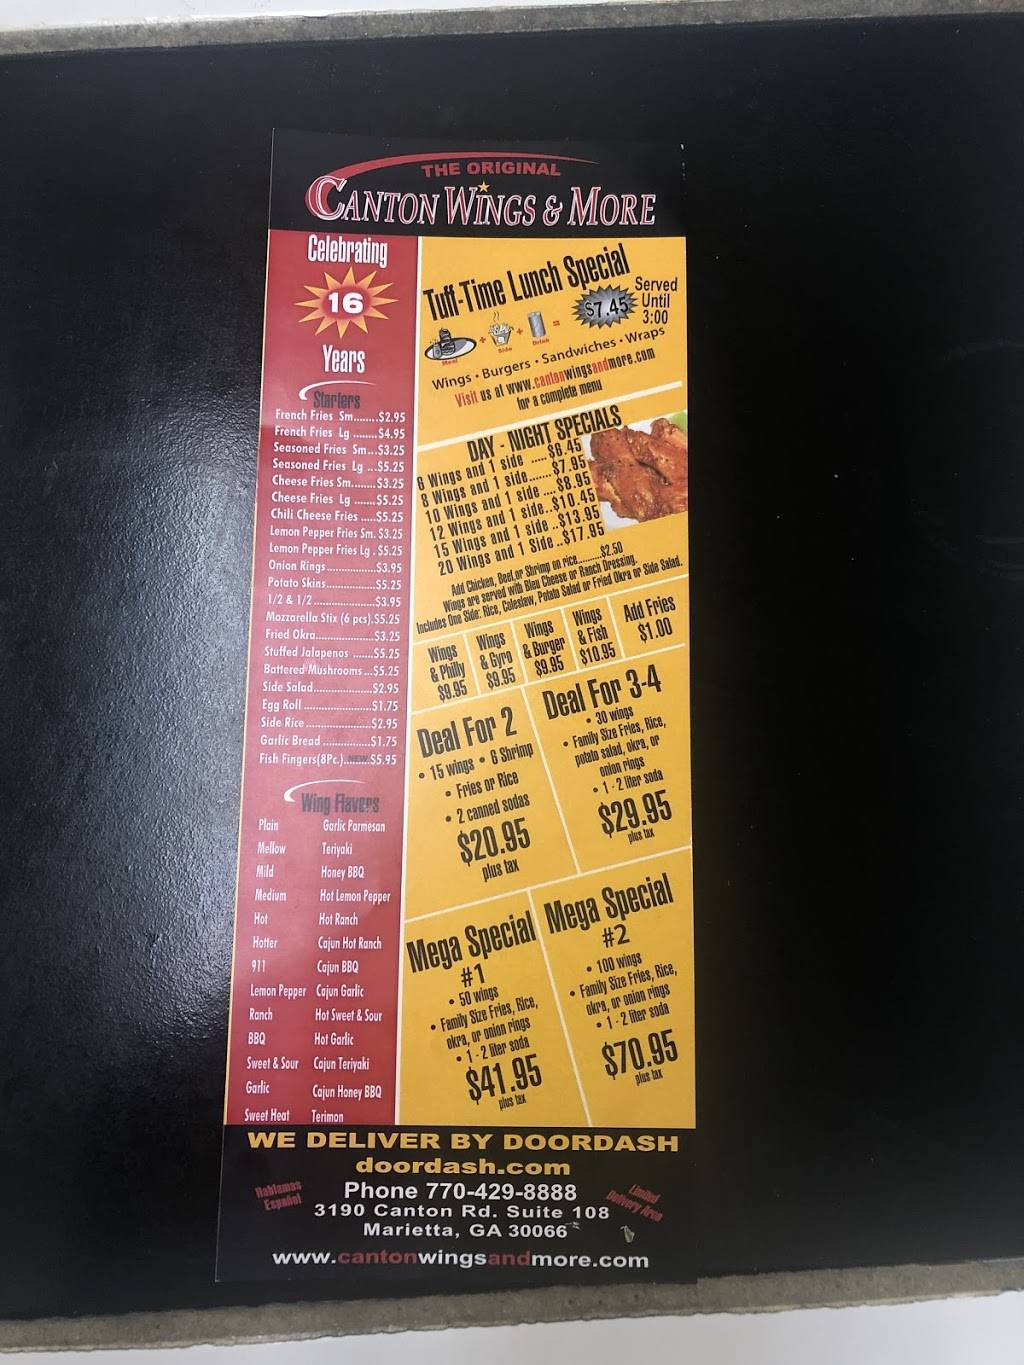 THE ORIGINAL
CANTON WINGS & MORE
Celebrating
16
Years
Starters
French Fries Sm........$2.95
French Fries Lg ........$4.95
Seasoned Fries Sm...$3.25
Seasoned Fries Lg ...$5.25
Cheese Fries Sm........$3.25
Cheese Fries Lg .......$5.25
Chili Cheese Fries .....$5.25
Lemon Pepper Fries Sm. $3.25
Lemon Pepper Fries Lg . $5.25
Onion Rings..................$3.95
Potato Skins..................$5.25
1/2 & 1/2 ......................$3.95
Mozzarella Stix (6 pcs).$5.25
Fried Okra....................$3.25
Stuffed Jalapenos .......$5.25
Battered Mushrooms ...$5.25
Side Salad.....................$2.95
Egg Roll ........................$1.75
Side Rice .......................$2.95
Garlic Bread .................$1.75
Fish Fingers(8Pc.)..NEW..$5.95
Wing Flavors
Plain Garlic Parmesan
Mellow Teriyaki
Mild Honey BBQ
Medium Hot Lemon Pepper
Hot Hot Ranch
Hotter Cajun Hot Ranch
911 Cajun BBQ
Lemon Pepper Cajun Garlic
Ranch Hot Sweet & Sour
BBQ Hot Garlic
Sweet & Sour Cajun Teriyaki
Garlic Cajun Honey BBQ
Sweet Heat Terimon
Tuff-Time Lunch Special
$7.45
Served
Until
3:00
Meal + Side + Drink =
Wings • Burgers • Sandwiches • Wraps
Visit us at www.cantonwingsandmore.com
for a complete menu
DAY - NIGHT SPECIALS
6 Wings and 1 side .....$6.45
8 Wings and 1 side.......$7.95
10 Wings and 1 side ....$8.95
12 Wings and 1 side..$10.45
15 Wings and 1 side ..$13.95
20 Wings and 1 Side ..$17.95
Add Chicken, Beef,or Shrimp on rice..........$2.50
Wings are served with Bleu Cheese or Ranch Dressing.
Includes One Side: Rice, Coleslaw, Potato Salad or Fried Okra or Side Salad.
Wings
& Philly
$9.95
Wings
& Gyro
$9.95
Wings
& Burger
$9.95
Wings
& Fish
$10.95
Add Fries
$1.00
Deal For 2
• 15 wings • 6 Shrimp
• Fries or Rice
• 2 canned sodas
$20.95
plus tax
Deal For 3-4
• 30 wings
• Family Size Fries, Rice,
potato salad, okra, or
onion rings
• 1 - 2 liter soda
$29.95
plus tax
Mega Special
#1
• 50 wings
• Family Size Fries, Rice,
okra, or onion rings
• 1 - 2 liter soda
$41.95
plus tax
Mega Special
#2
• 100 wings
• Family Size Fries, Rice,
okra, or onion rings
• 1 - 2 liter soda
$70.95
plus tax
WE DELIVER BY DOORDASH
doordash.com
Hablamos
Español
Phone 770-429-8888
3190 Canton Rd. Suite 108
Marietta, GA 30066
Limited
Delivery Area
www.cantonwingsandmore.com